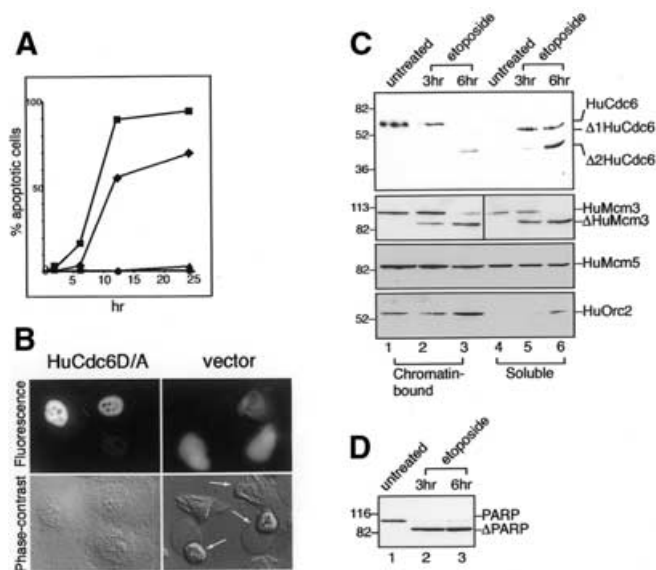 A
% apoptotic cells
100
50
0 5 10 15 20 25
hr
B
HuCdc6D/A vector
Fluorescence
Phase-contrast
A
A
C
untreated etoposide untreated etoposide
3hr 6hr 3hr 6hr
82
52
36
HuCdc6
Δ1HuCdc6
Δ2HuCdc6
113
82
HuMcm3
ΔHuMcm3
82
HuMcm5
52
HuOrc2
1 2 3 4 5 6
Chromatin-bound Soluble
D
untreated etoposide
3hr 6hr
116
82
PARP
ΔPARP
1 2 3